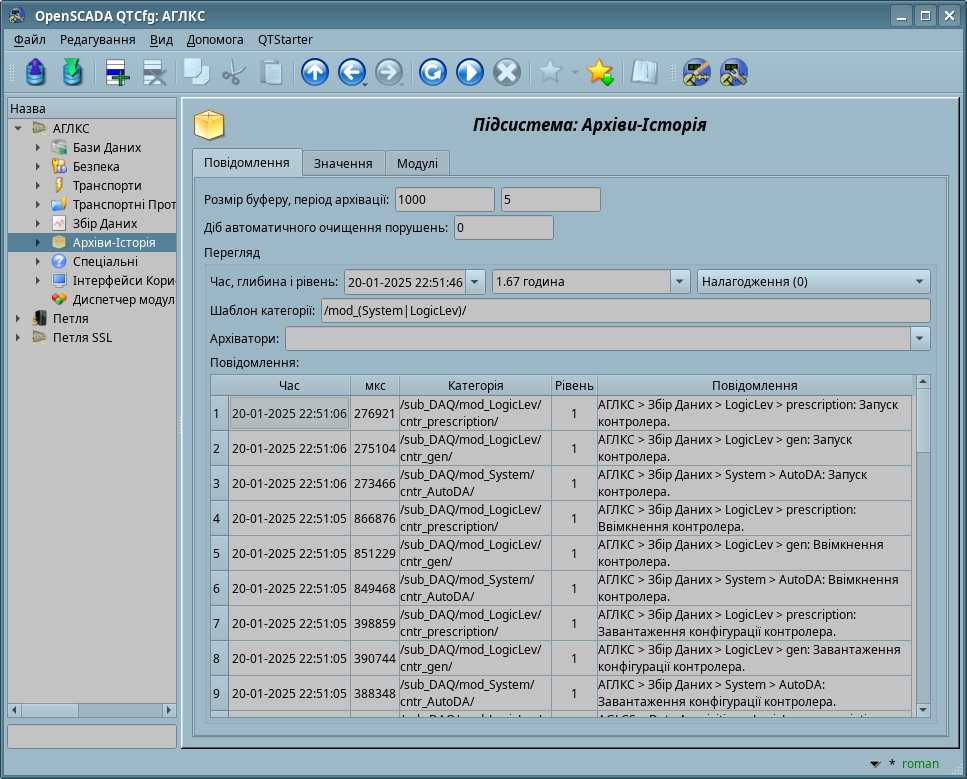 OpenSCADA QTCfg: АГЛКС
Файл Редагування Вид Допомога QTStarter
Назва
АГЛКС
Бази Даних
Безпека
Транспорти
Транспортні Прот
Збір Даних
Архіви-Історія
Спеціальні
Інтерфейси Кори
Диспетчер модул
Петля
Петля SSL
Підсистема: Архіви-Історія
Повідомлення Значення Модулі
Розмір буферу, період архівації: 1000 5
Діб автоматичного очищення порушень: 0
Перегляд
Час, глибина і рівень: 20-01-2025 22:51:46 1.67 година Налагодження (0)
Шаблон категорії: /mod_(System|LogicLev)/
Архіватори:
Повідомлення:
Час мкс Категорія Рівень Повідомлення
1 20-01-2025 22:51:06 276921 /sub_DAQ/mod_LogicLev/ 1 АГЛКС > Збір Даних > LogicLev > prescription: Запуск
cntr_prescription/ контролера.
2 20-01-2025 22:51:06 275104 /sub_DAQ/mod_LogicLev/ 1 АГЛКС > Збір Даних > LogicLev > gen: Запуск
cntr_gen/ контролера.
3 20-01-2025 22:51:06 273466 /sub_DAQ/mod_System/ 1 АГЛКС > Збір Даних > System > AutoDA: Запуск
cntr_AutoDA/ контролера.
4 20-01-2025 22:51:05 866876 /sub_DAQ/mod_LogicLev/ 1 АГЛКС > Збір Даних > LogicLev > prescription:
cntr_prescription/ Ввімкнення контролера.
5 20-01-2025 22:51:05 851229 /sub_DAQ/mod_LogicLev/ 1 АГЛКС > Збір Даних > LogicLev > gen: Ввімкнення
cntr_gen/ контролера.
6 20-01-2025 22:51:05 849468 /sub_DAQ/mod_System/ 1 АГЛКС > Збір Даних > System > AutoDA: Ввімкнення
cntr_AutoDA/ контролера.
7 20-01-2025 22:51:05 398859 /sub_DAQ/mod_LogicLev/ 1 АГЛКС > Збір Даних > LogicLev > prescription:
cntr_prescription/ Завантаження конфігурації контролера.
8 20-01-2025 22:51:05 390744 /sub_DAQ/mod_LogicLev/ 1 АГЛКС > Збір Даних > LogicLev > gen: Завантаження
cntr_gen/ конфігурації контролера.
9 20-01-2025 22:51:05 388348 /sub_DAQ/mod_System/ 1 АГЛКС > Збір Даних > System > AutoDA:
cntr_AutoDA/ Завантаження конфігурації контролера.
* roman